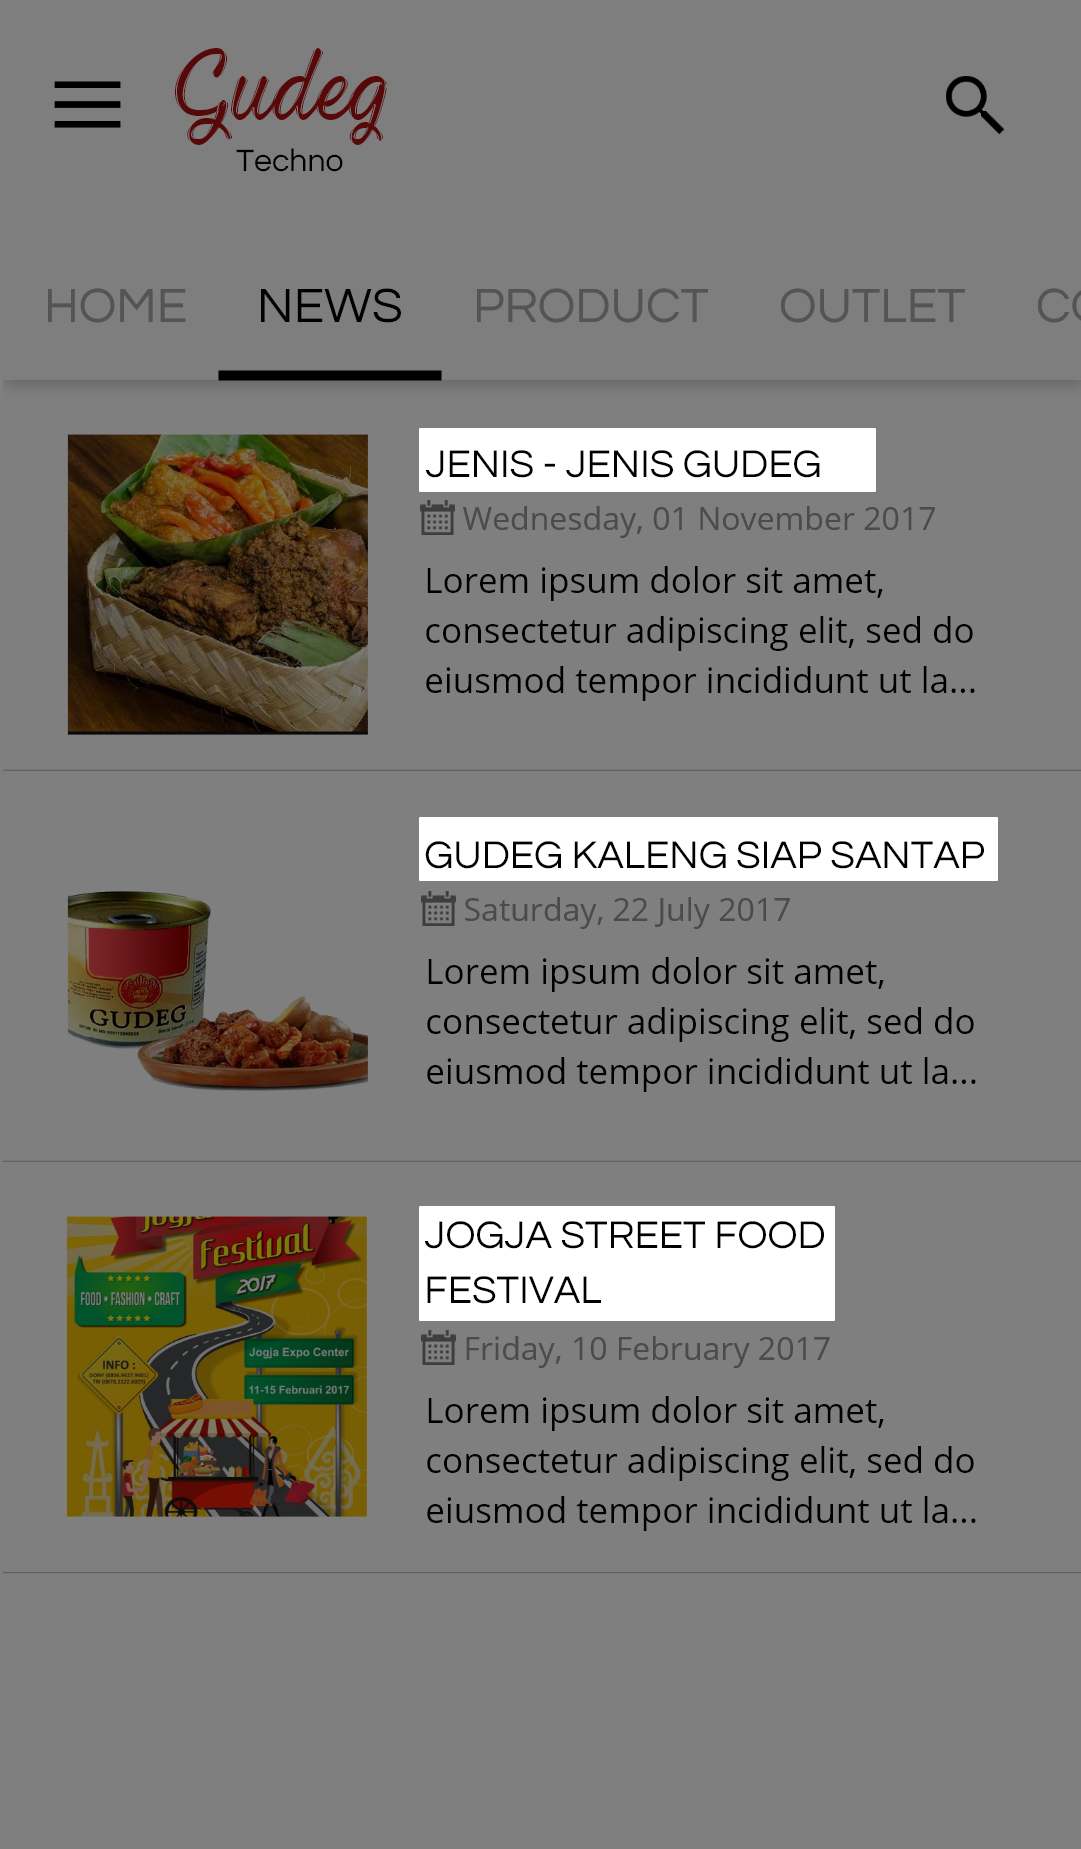 Gudeg
Techno
HOME NEWS PRODUCT OUTLET CO
JENIS - JENIS GUDEG
Wednesday, 01 November 2017
Lorem ipsum dolor sit amet,
consectetur adipiscing elit, sed do
eiusmod tempor incididunt ut la...
GUDEG
GUDEG KALENG SIAP SANTAP
Saturday, 22 July 2017
Lorem ipsum dolor sit amet,
consectetur adipiscing elit, sed do
eiusmod tempor incididunt ut la...
festival
2017
FOOD • FASHION • CRAFT
INFO :
Jogja Expo Center
11-15 Februari 2017
JOGJA STREET FOOD
FESTIVAL
Friday, 10 February 2017
Lorem ipsum dolor sit amet,
consectetur adipiscing elit, sed do
eiusmod tempor incididunt ut la...